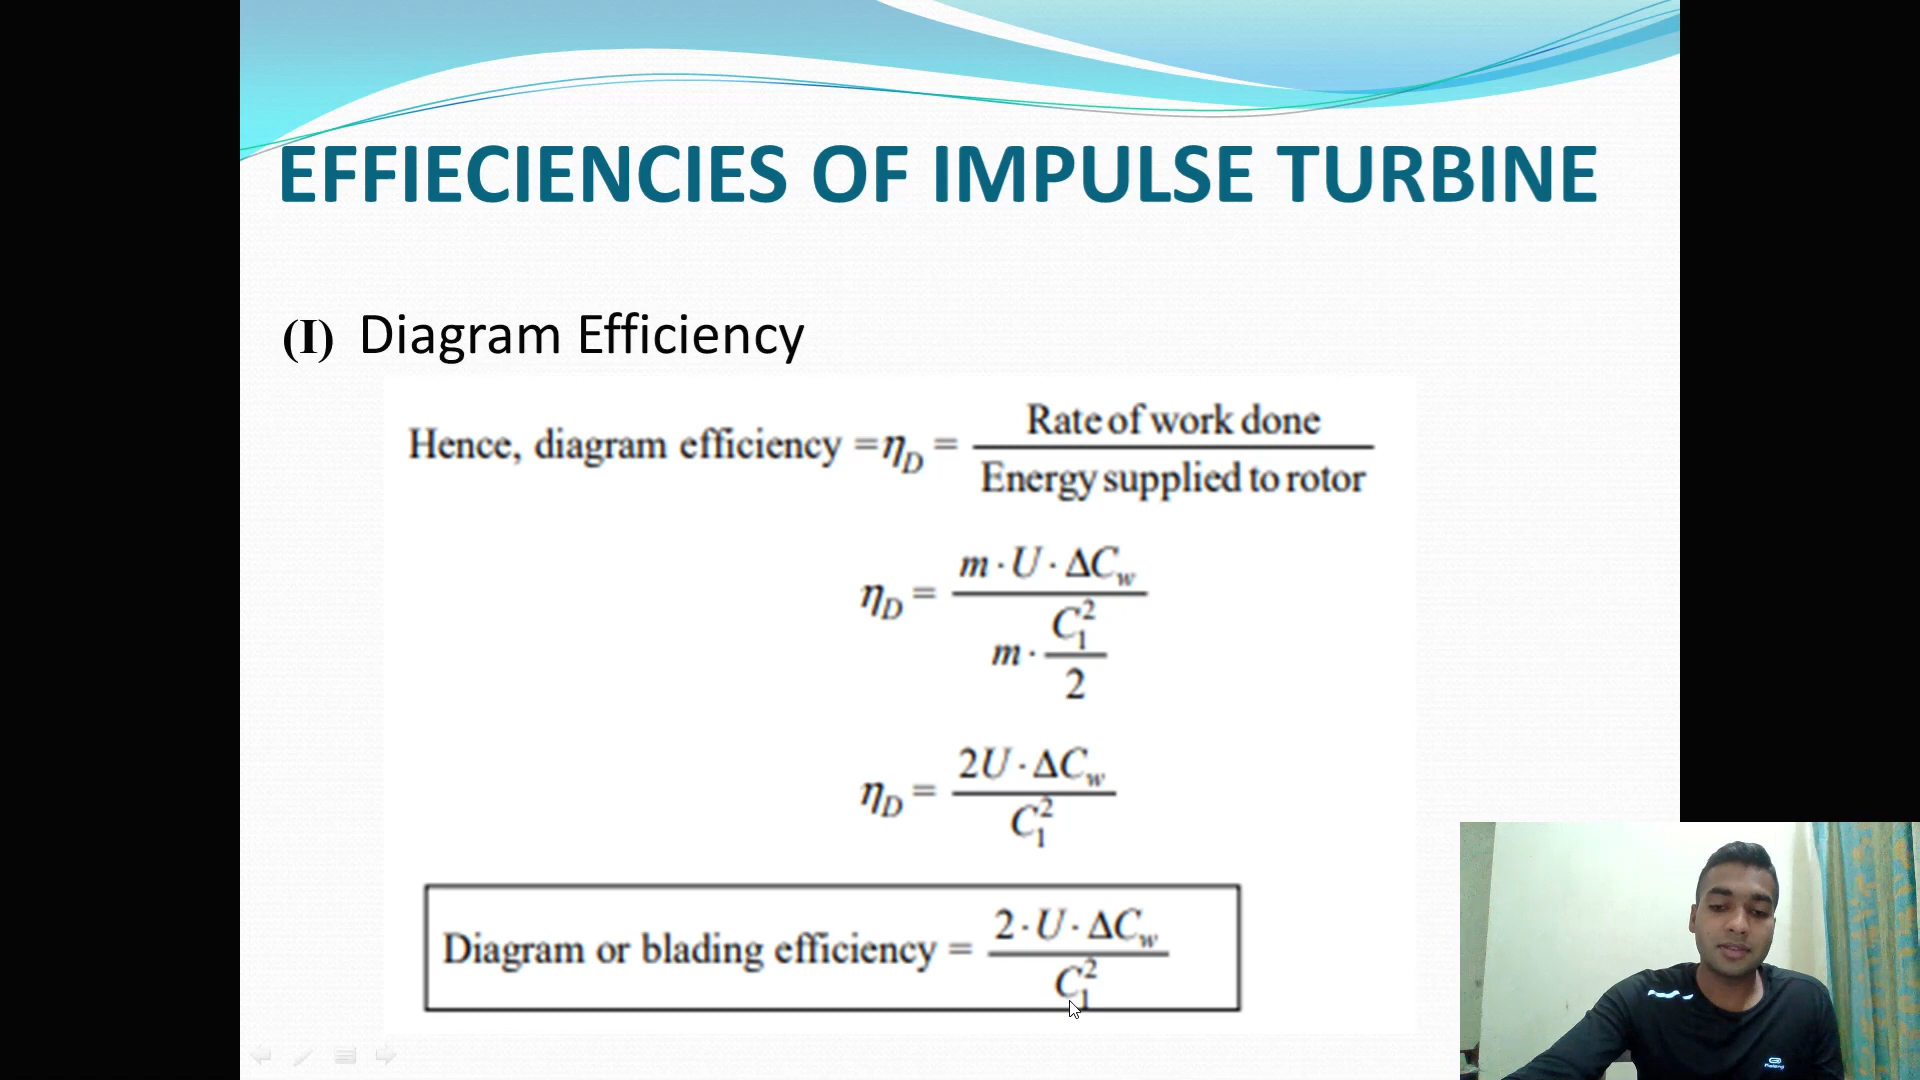 EFFIECIENCIES OF IMPULSE TURBINE
(I) Diagram Efficiency
Hence, diagram efficiency = η_D = Rate of work done / Energy supplied to rotor
η_D = m · U · ΔC_w / (m · C_1^2 / 2)
η_D = 2U · ΔC_w / C_1^2
Diagram or blading efficiency = 2 · U · ΔC_w / C_1^2